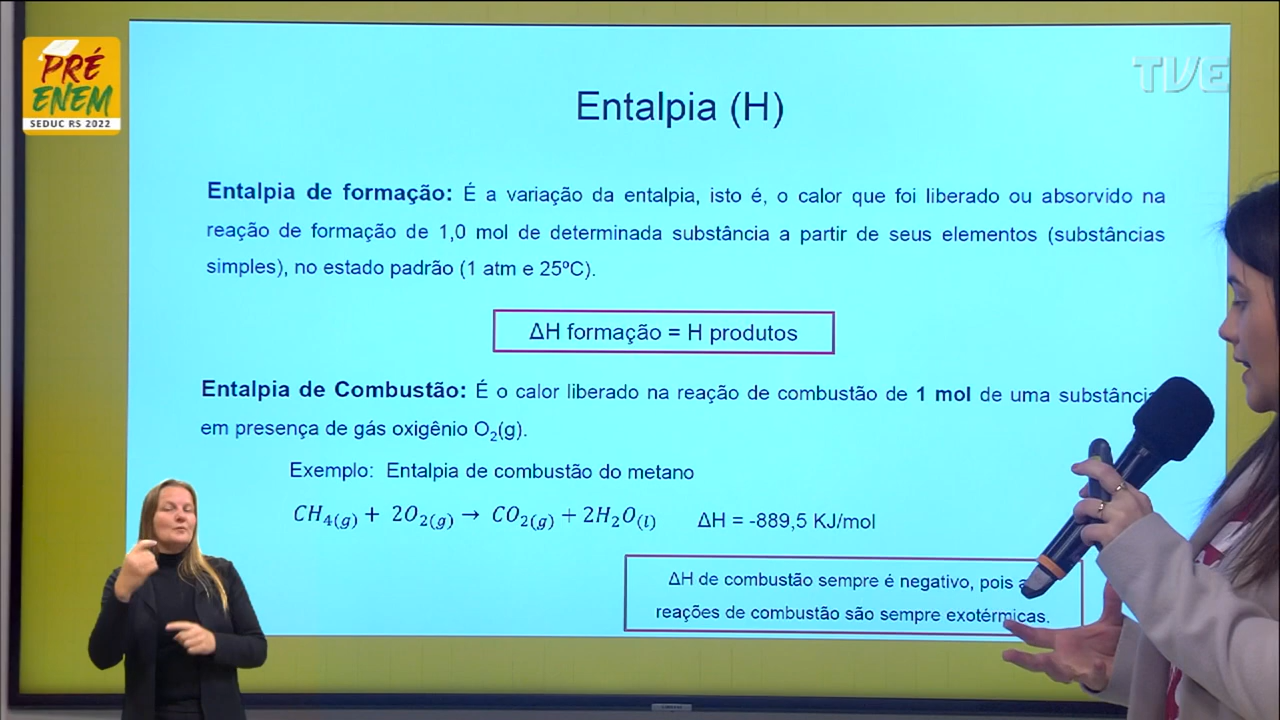 PRÉ
ENEM
SEDUC RS 2022
TVE
Entalpia (H)
Entalpia de formação: É a variação da entalpia, isto é, o calor que foi liberado ou absorvido na
reação de formação de 1,0 mol de determinada substância a partir de seus elementos (substâncias
simples), no estado padrão (1 atm e 25ºC).
ΔH formação = H produtos
Entalpia de Combustão: É o calor liberado na reação de combustão de 1 mol de uma substância
em presença de gás oxigênio O₂(g).
Exemplo: Entalpia de combustão do metano
CH₄(g) + 2O₂(g) → CO₂(g) + 2H₂O(l) ΔH = -889,5 KJ/mol
ΔH de combustão sempre é negativo, pois
reações de combustão são sempre exotérmicas.